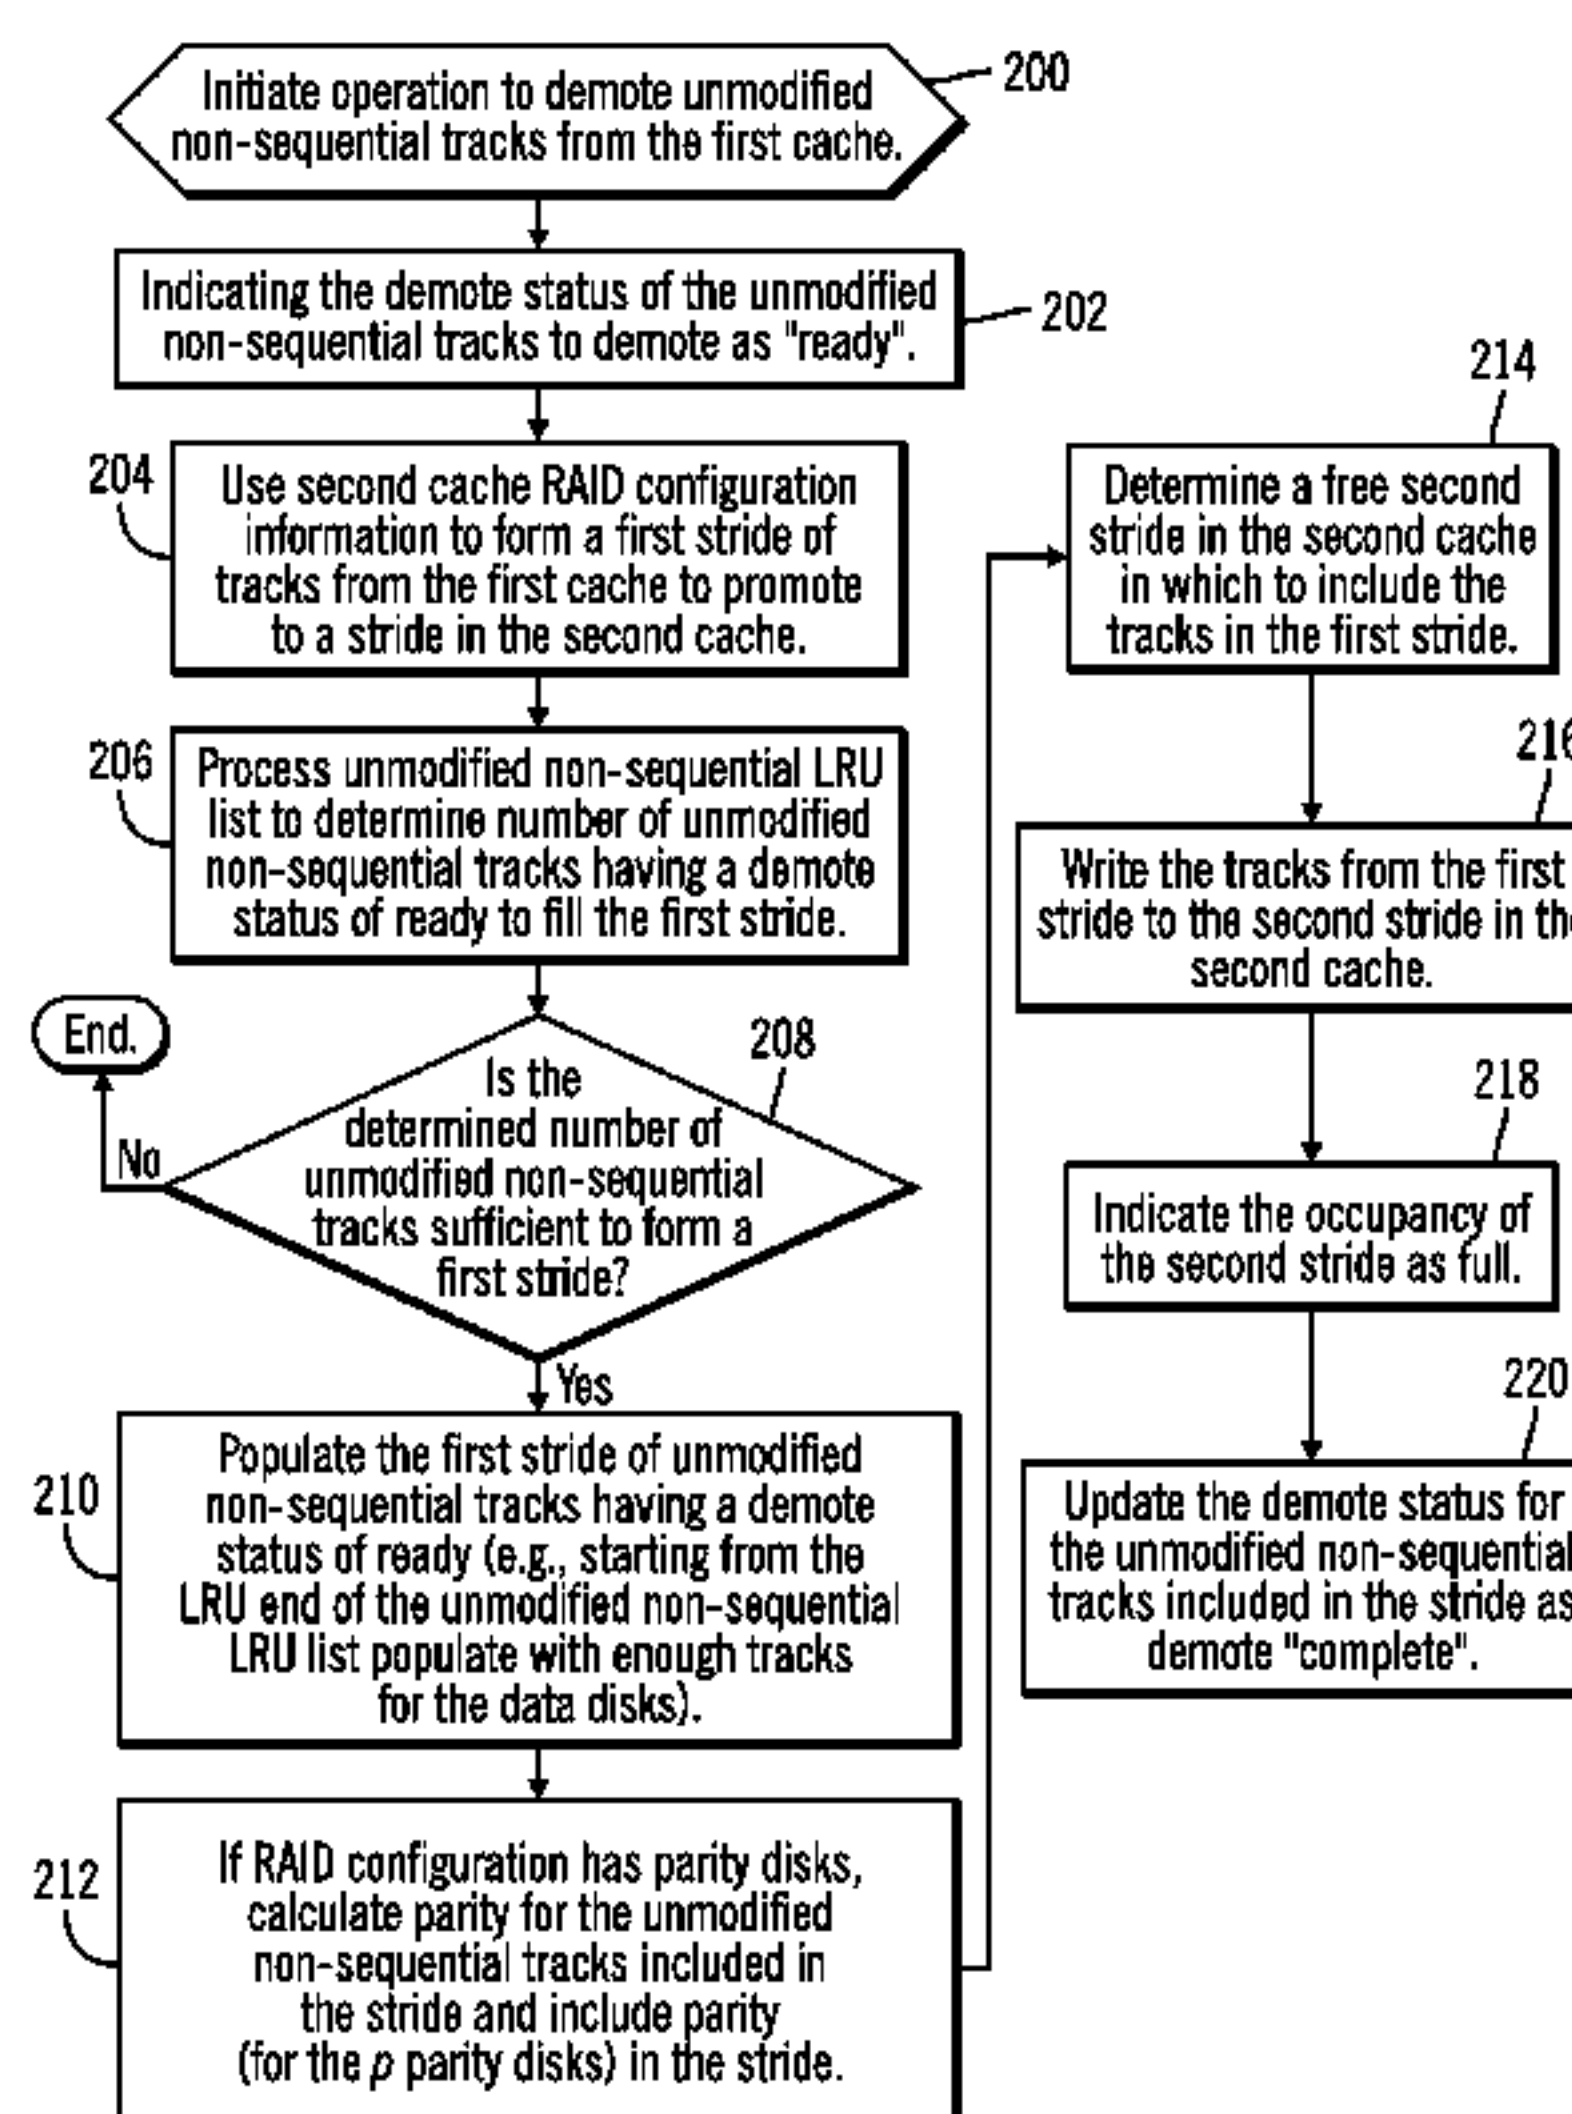 Initiate operation to demote unmodified
non-sequential tracks from the first cache.
200
Indicating the demote status of the unmodified
non-sequential tracks to demote as "ready".
202
204
Use second cache RAID configuration
information to form a first stride of
tracks from the first cache to promote
to a stride in the second cache.
206
Process unmodified non-sequential LRU
list to determine number of unmodified
non-sequential tracks having a demote
status of ready to fill the first stride.
End.
208
Is the
determined number of
unmodified non-sequential
tracks sufficient to form a
first stride?
No
Yes
210
Populate the first stride of unmodified
non-sequential tracks having a demote
status of ready (e.g., starting from the
LRU end of the unmodified non-sequential
LRU list populate with enough tracks
for the data disks).
212
If RAID configuration has parity disks,
calculate parity for the unmodified
non-sequential tracks included in
the stride and include parity
(for the p parity disks) in the stride.
214
Determine a free second
stride in the second cache
in which to include the
tracks in the first stride.
216
Write the tracks from the first
stride to the second stride in the
second cache.
218
Indicate the occupancy of
the second stride as full.
220
Update the demote status for
the unmodified non-sequential
tracks included in the stride as
demote "complete".